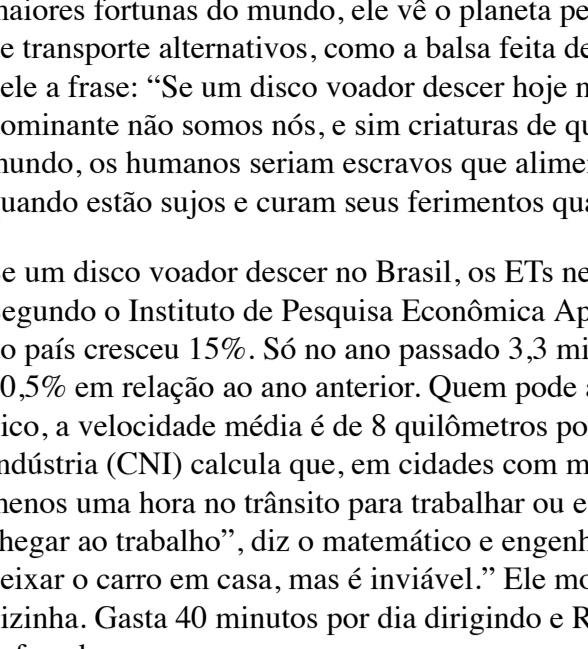 maiores fortunas do mundo, ele vê o planeta pe
e transporte alternativos, como a balsa feita de
ele a frase: “Se um disco voador descer hoje n
ominante não somos nós, e sim criaturas de qu
mundo, os humanos seriam escravos que alime
uando estão sujos e curam seus ferimentos qua
e um disco voador descer no Brasil, os ETs ne
egundo o Instituto de Pesquisa Econômica Ap
o país cresceu 15%. Só no ano passado 3,3 mi
0,5% em relação ao ano anterior. Quem pode a
ico, a velocidade média é de 8 quilômetros po
ndústria (CNI) calcula que, em cidades com m
menos uma hora no trânsito para trabalhar ou e
hegar ao trabalho”, diz o matemático e engenh
eixar o carro em casa, mas é inviável.” Ele mo
izinha. Gasta 40 minutos por dia dirigindo e R